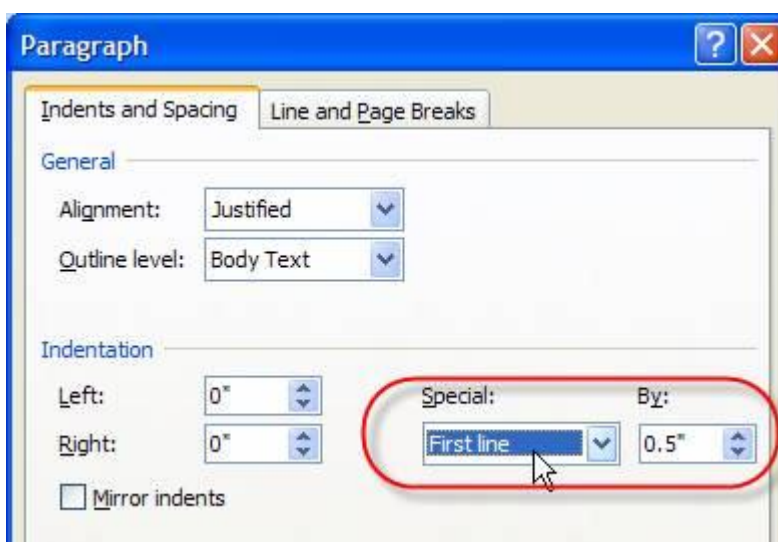 Paragraph
Indents and Spacing Line and Page Breaks
General
Alignment: Justified
Outline level: Body Text
Indentation
Left: 0" Special: By:
Right: 0" First line 0.5"
Mirror indents